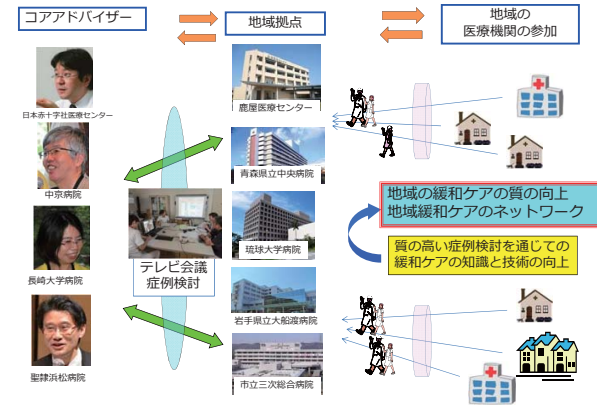 コアアドバイザー
地域拠点
地域の
医療機関の参加
日本赤十字社医療センター
中京病院
長崎大学病院
聖隷浜松病院
テレビ会議
症例検討
鹿屋医療センター
青森県立中央病院
琉球大学病院
岩手県立大船渡病院
市立三次総合病院
地域の緩和ケアの質の向上
地域緩和ケアのネットワーク
質の高い症例検討を通じての
緩和ケアの知識と技術の向上